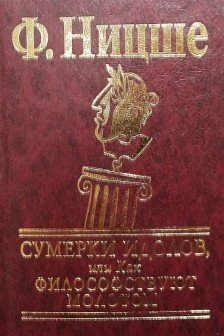 Ф. Ницше
СУМЕРКИ ИДОЛОВ,
или Как
ФИЛОСОФСТВУЮТ
МОЛОТОМ